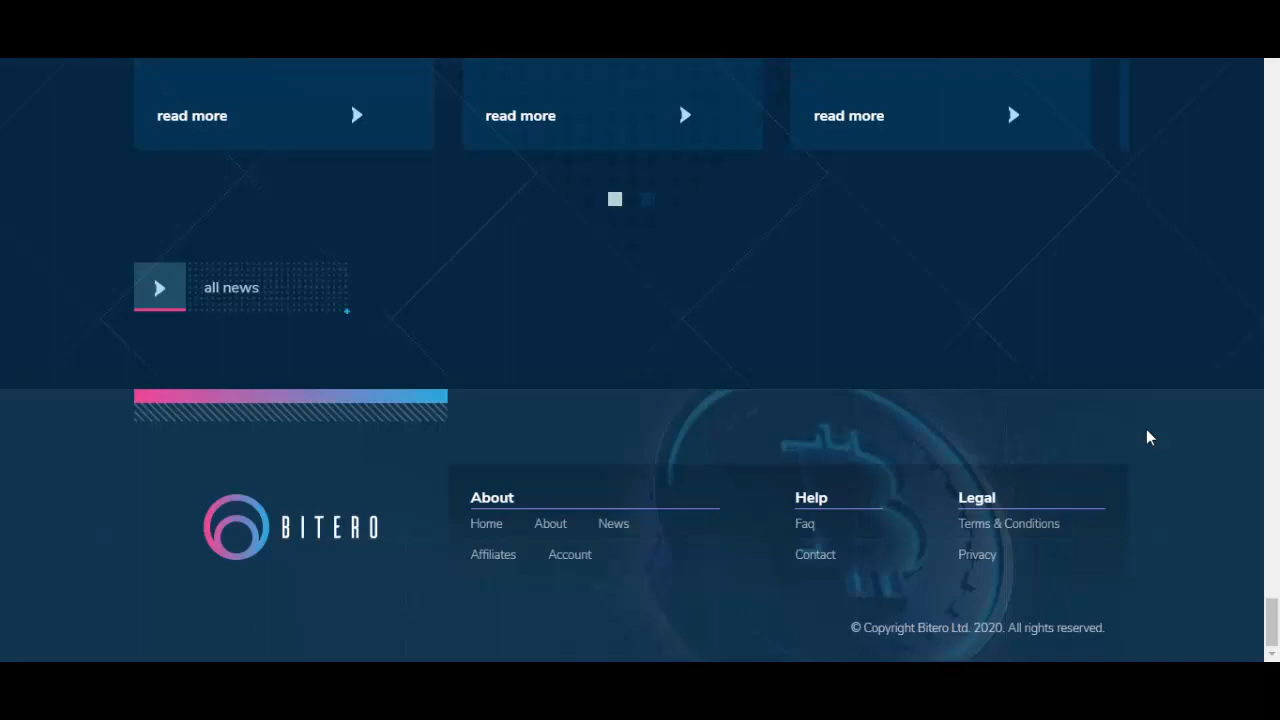 read more read more read more
all news
About Help Legal
Home About News Faq Terms & Conditions
BITERO
Affiliates Account Contact Privacy
© Copyright Bitero Ltd. 2020. All rights reserved.